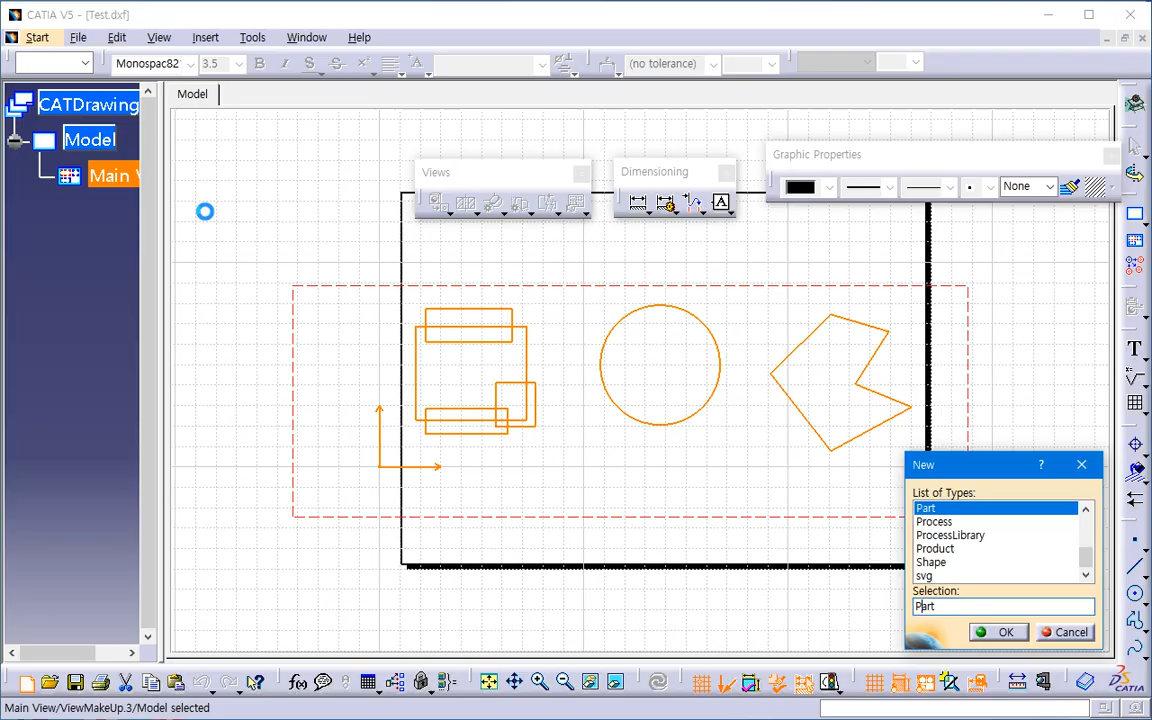 CATIA V5 - [Test.dxf]
Start File Edit View Insert Tools Window Help
Monospac82 3.5 (no tolerance)
CATDrawing
Model
Main
Model
Views
Dimensioning
Graphic Properties
A
None
New
?
List of Types:
Part
Process
ProcessLibrary
Product
Shape
svg
Selection:
Part
OK Cancel
f(x)
CATIA
Main View/ViewMakeUp.3/Model selected